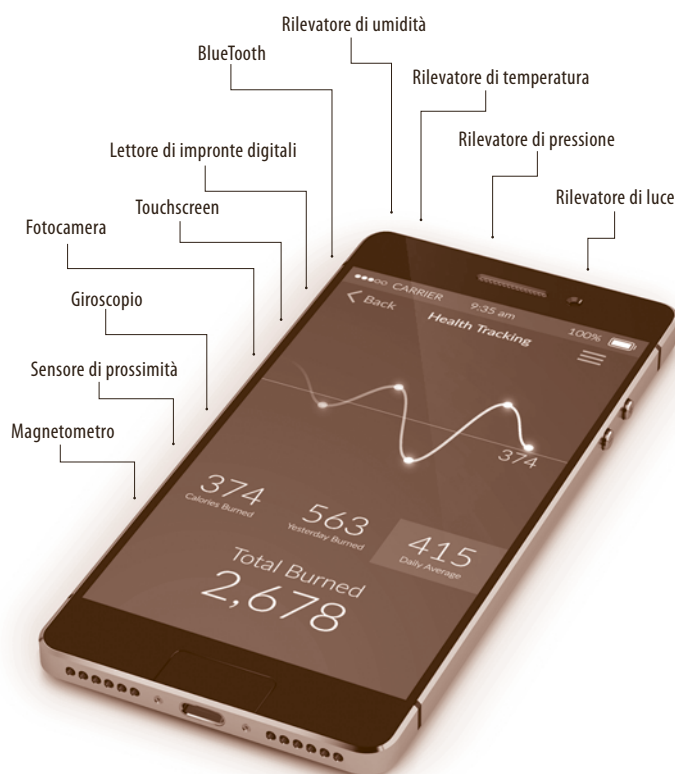 Rilevatore di umidità
BlueTooth
Rilevatore di temperatura
Rilevatore di pressione
Lettore di impronte digitali
Rilevatore di luce
Touchscreen
Fotocamera
Giroscopio
Sensore di prossimità
Magnetometro
CARRIER 9:35 am 100%
Back Health Tracking
374
374
Calories Burned
563
Yesterday Burned
415
Daily Average
Total Burned
2,678